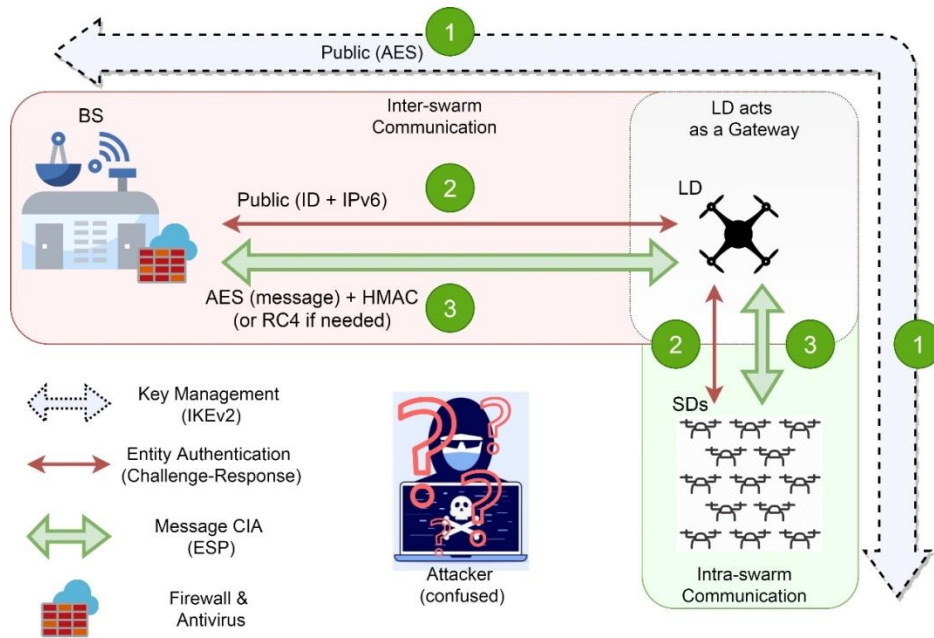 1
Public (AES)
BS
Inter-swarm
Communication
LD acts
as a Gateway
2
LD
Public (ID + IPv6)
AES (message) + HMAC
(or RC4 if needed)
3
2
3
1
SDs
Key Management
(IKEv2)
Entity Authentication
(Challenge-Response)
Message CIA
(ESP)
Firewall &
Antivirus
? ? ? ?
Attacker
(confused)
Intra-swarm
Communication